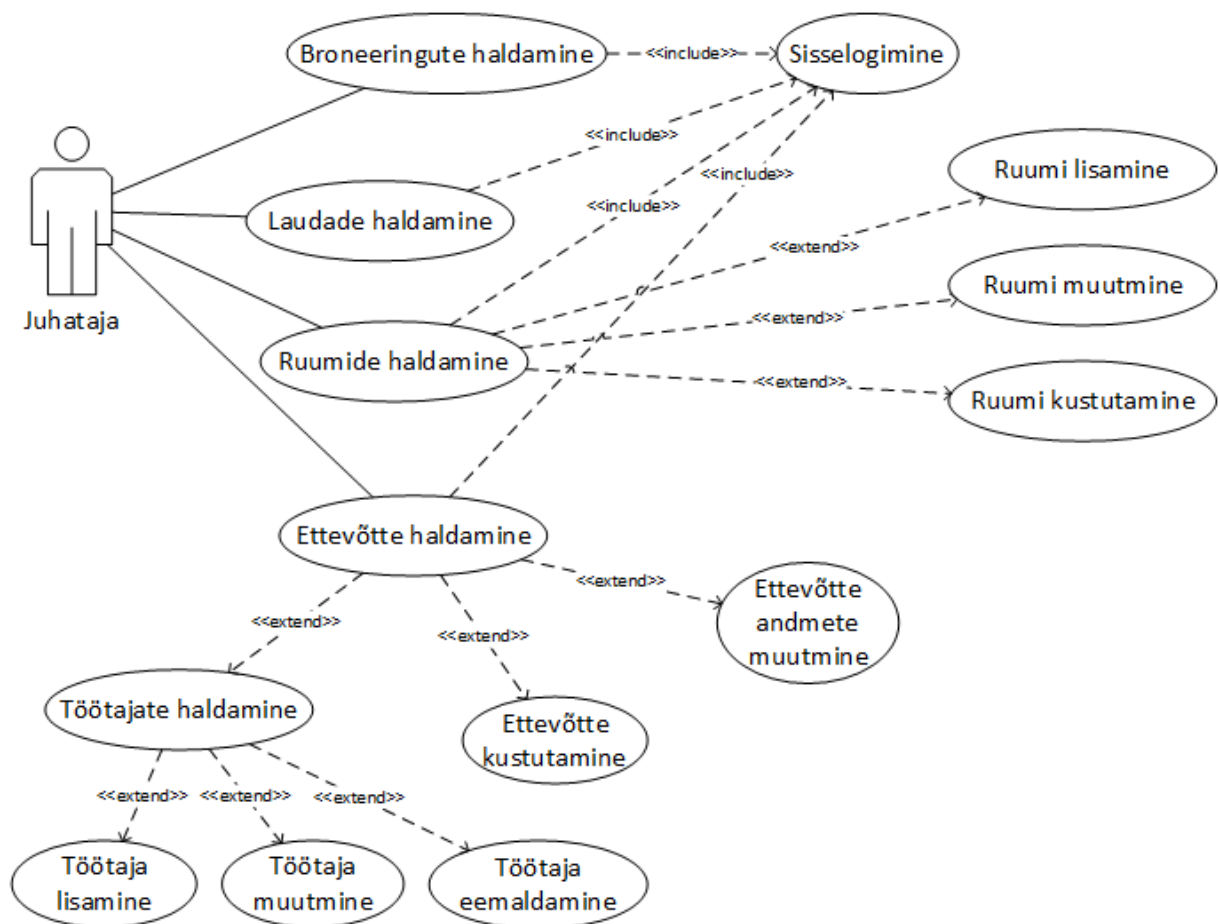 Broneeringute haldamine
<<include>>
Sisselogimine
<<include>>
<<include>>
Ruumi lisamine
Laudade haldamine
<<include>>
<<extend>>
Ruumi muutmine
Juhataja
<<extend>>
Ruumide haldamine
<<extend>>
Ruumi kustutamine
Ettevõtte haldamine
<<extend>>
Ettevõtte
andmete
muutmine
<<extend>>
<<extend>>
Töötajate haldamine
Ettevõtte
kustutamine
<<extend>>
<<extend>>
<<extend>>
Töötaja
lisamine
Töötaja
muutmine
Töötaja
eemaldamine